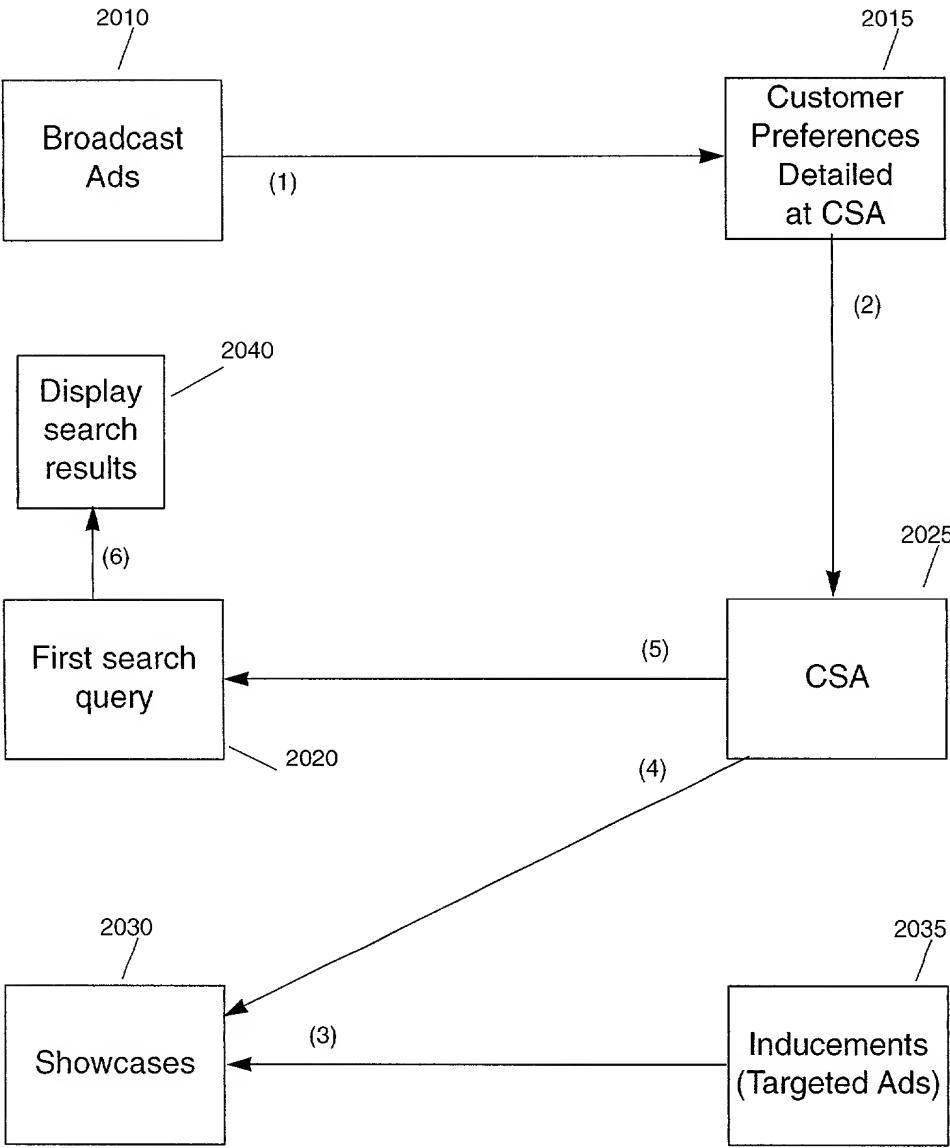 2010
2015
Broadcast
Ads
(1)
Customer
Preferences
Detailed
at CSA
(2)
2040
Display
search
results
(6)
2025
First search
query
(5)
CSA
2020
(4)
2030
2035
Showcases
(3)
Inducements
(Targeted Ads)